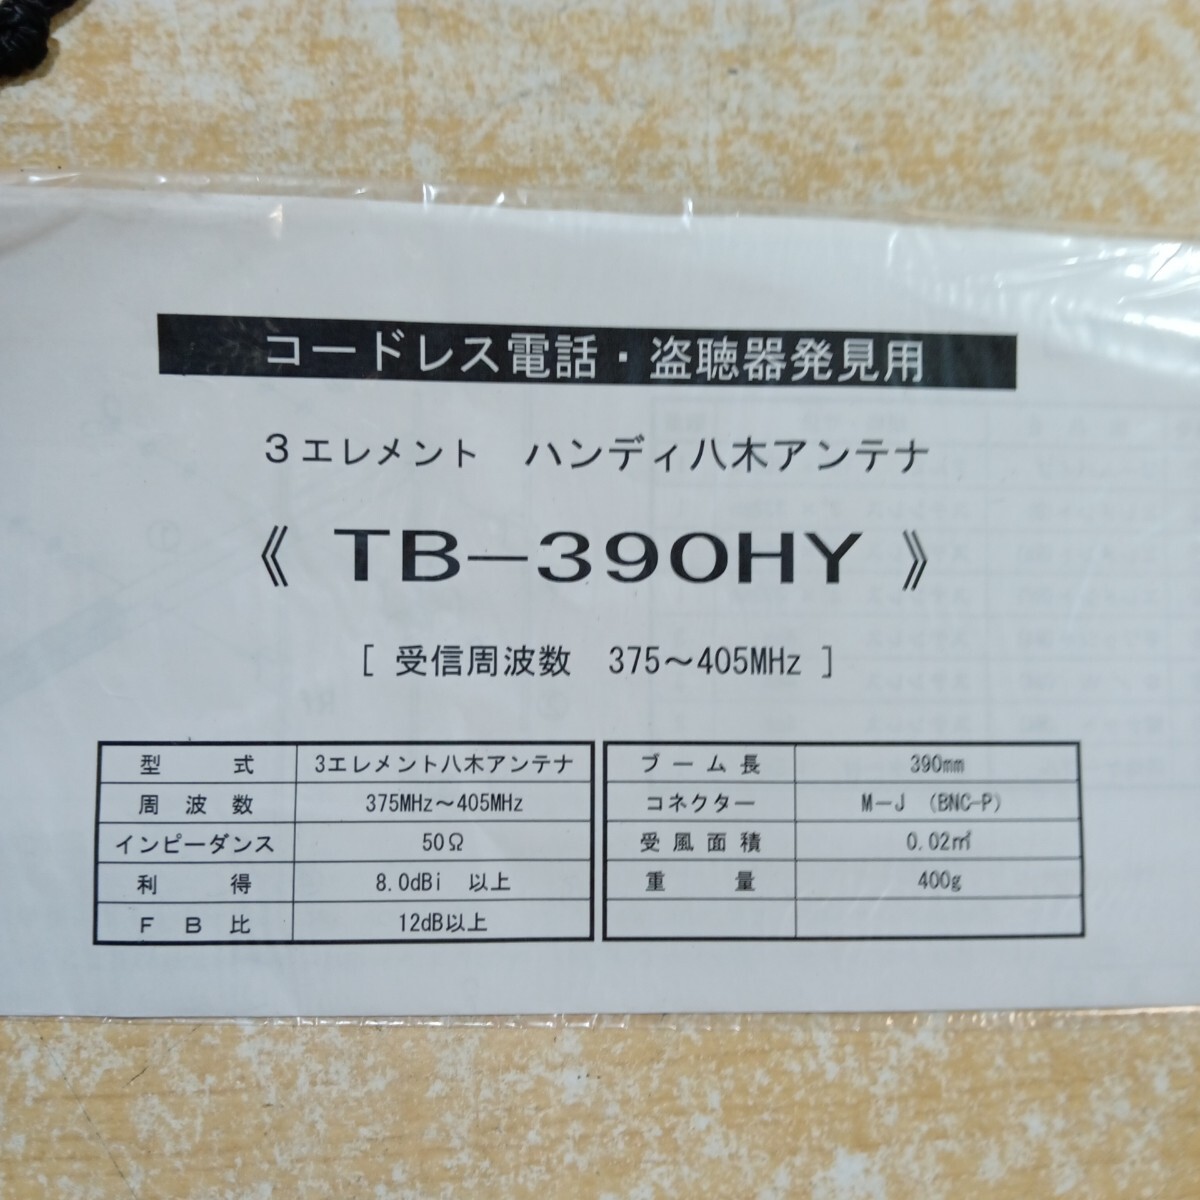 コードレス電話・盗聴器発見用
3エレメント ハンディ八木アンテナ
《 TB-390HY 》
[ 受信周波数 375～405MHz ]
型式 3エレメント八木アンテナ
周波数 375MHz～405MHz
インピーダンス 50Ω
利得 8.0dBi 以上
FB比 12dB以上
ブーム長 390mm
コネクター M-J (BNC-P)
受風面積 0.02㎡
重量 400g